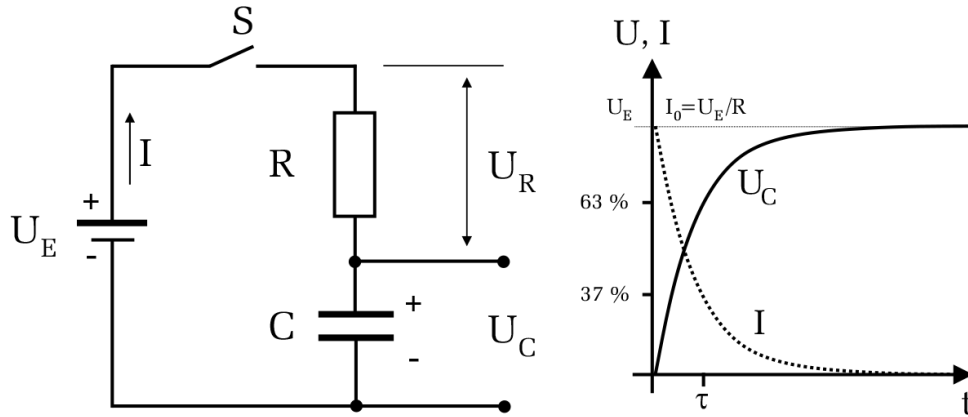 S
I
R
U_R
+
U_E
-
C
+
U_C
-
U, I
U_E
I_0=U_E/R
U_C
63 %
37 %
I
τ
t